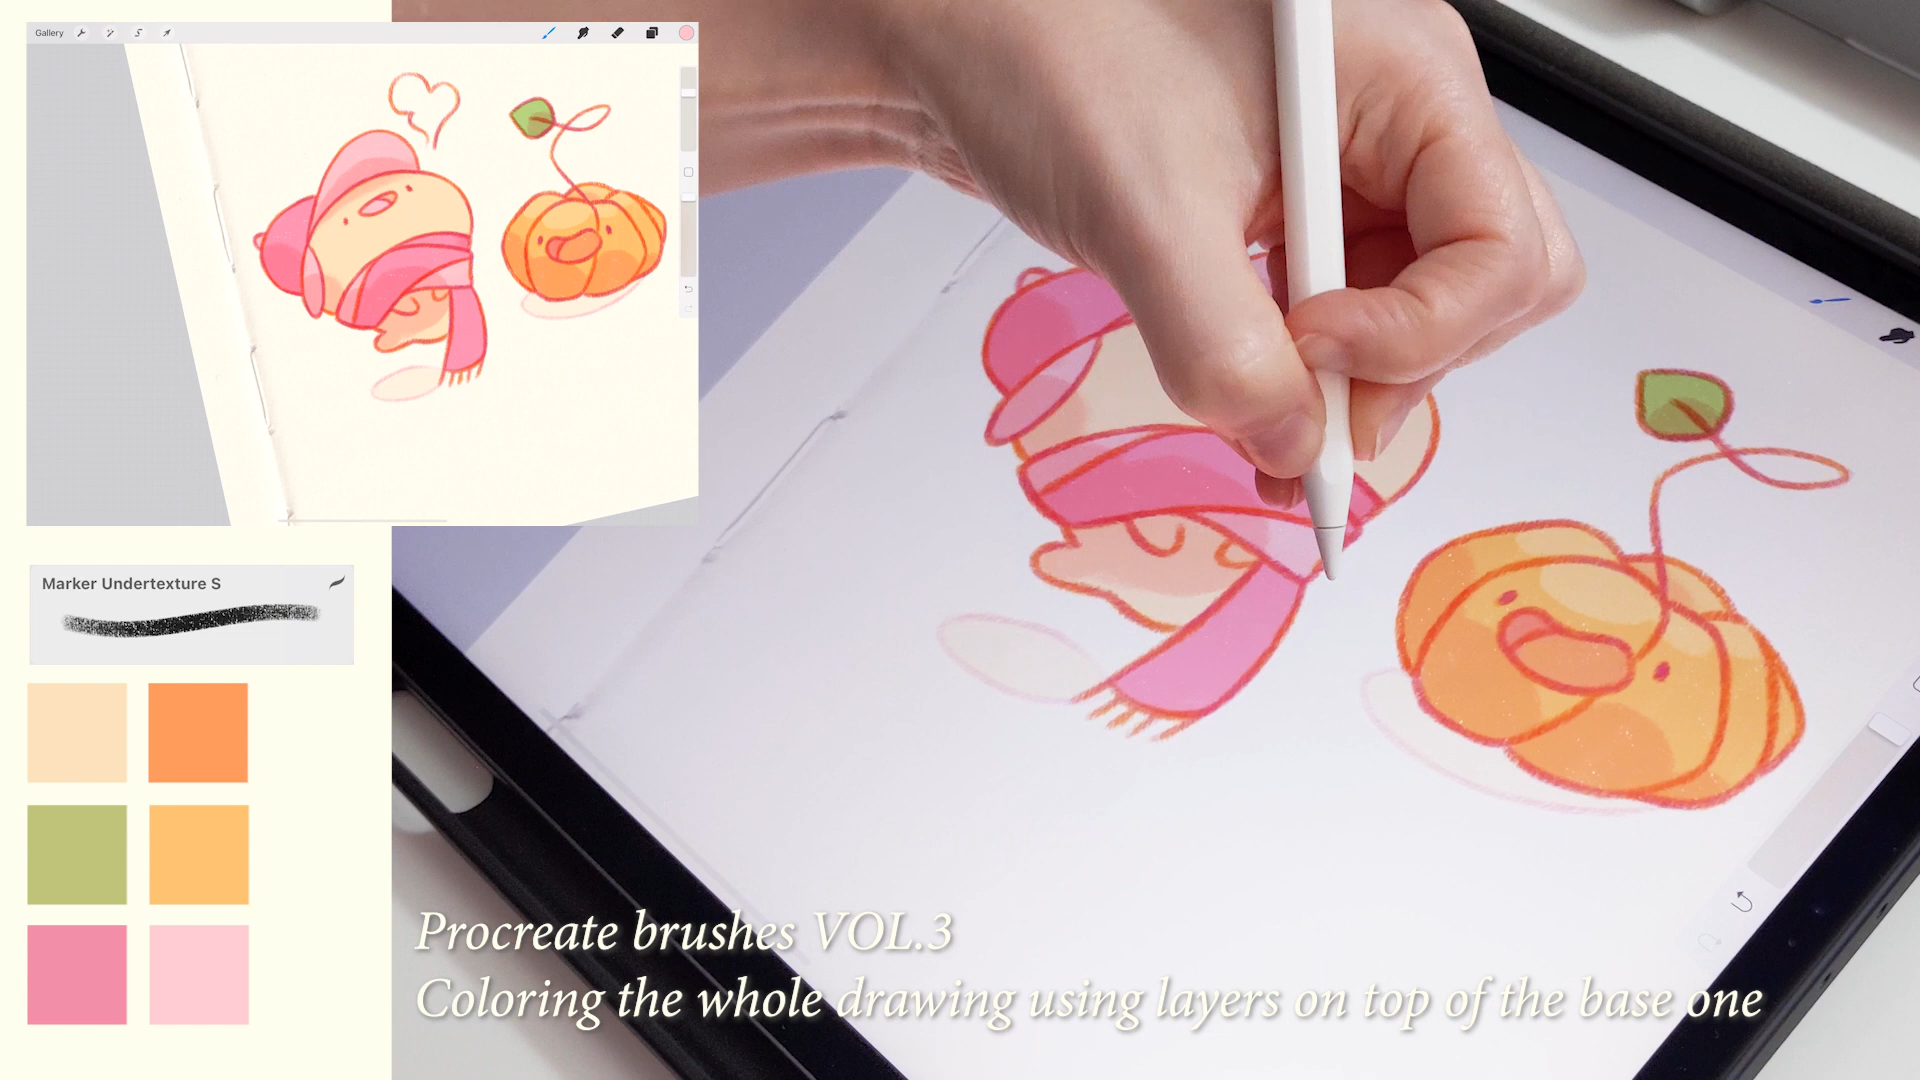 Gallery
Marker Undertexture S
Procreate brushes VOL.3
Coloring the whole drawing using layers on top of the base one